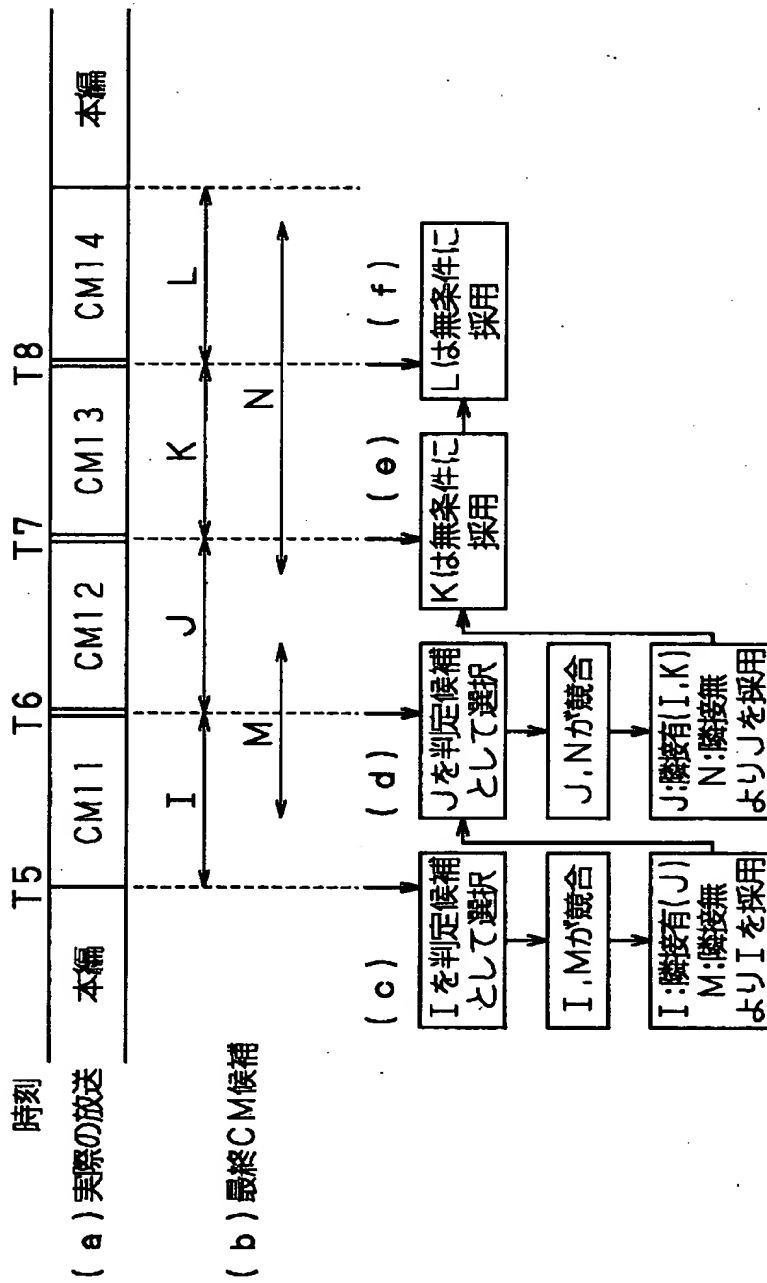 時刻
T5
T6
T7
T8
(a)実際の放送
本編
CM11
CM12
CM13
CM14
本編
(b)最終CM候補
I
J
K
L
M
N
(c)
Iを判定候補
として選択
I,Mが競合
I:隣接有(J)
M:隣接無
よりIを採用
(d)
Jを判定候補
として選択
J,Nが競合
J:隣接有(I,K)
N:隣接無
よりJを採用
(e)
Kは無条件に
採用
(f)
Lは無条件に
採用